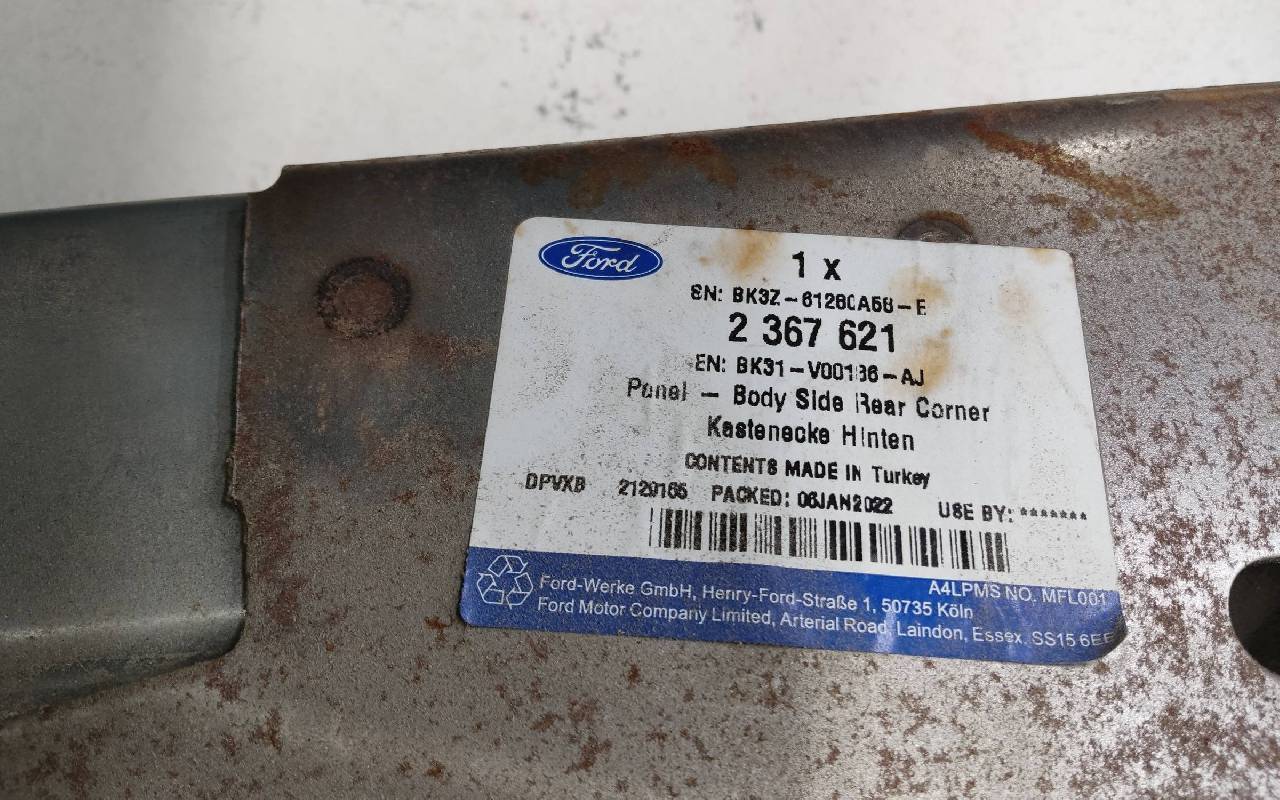 Ford
1 x
SN: BK3Z-61280A58-E
2 367 621
EN: BK31-V00136-AJ
Panel - Body Side Rear Corner
Kastenecke Hinten
CONTENTS MADE IN Turkey
DPVXB 2120165 PACKED: 06JAN2022 USE BY: *******
A4LPMS NO. MFL001
Ford-Werke GmbH, Henry-Ford-Straße 1, 50735 Köln
Ford Motor Company Limited, Arterial Road, Laindon, Essex, SS15 6EE